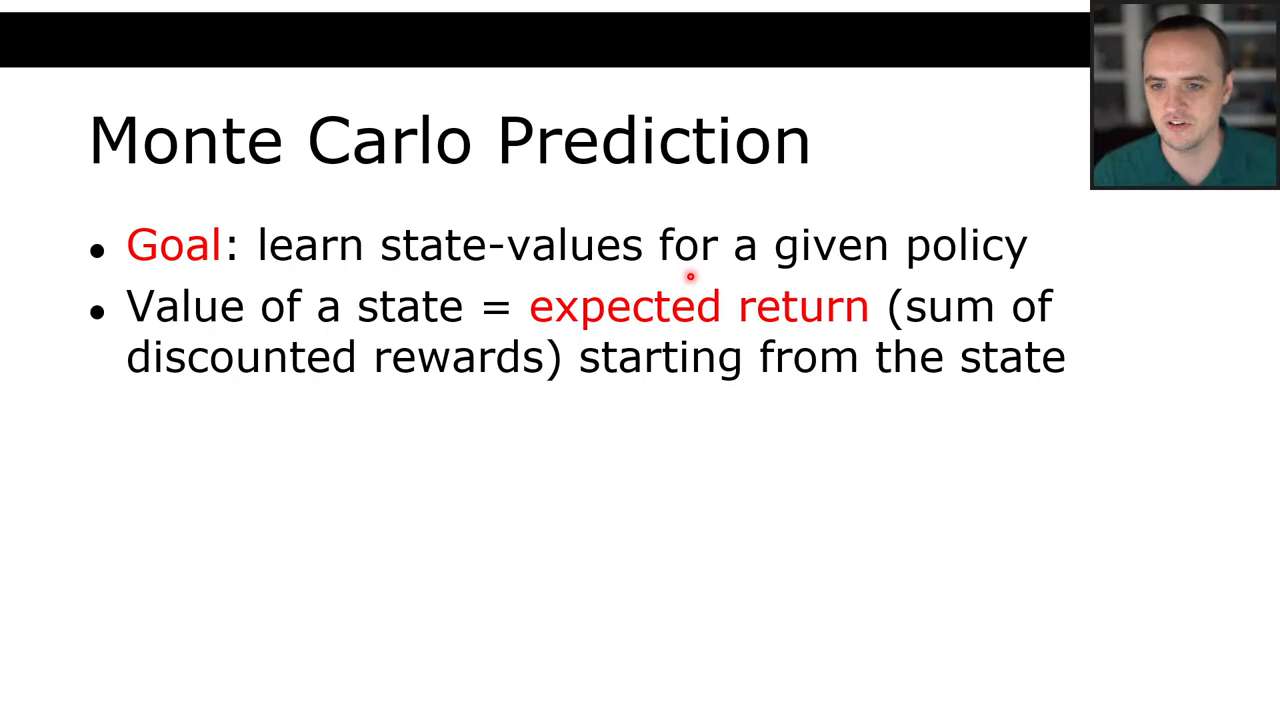 Monte Carlo Prediction
● Goal: learn state-values for a given policy
● Value of a state = expected return (sum of
discounted rewards) starting from the state